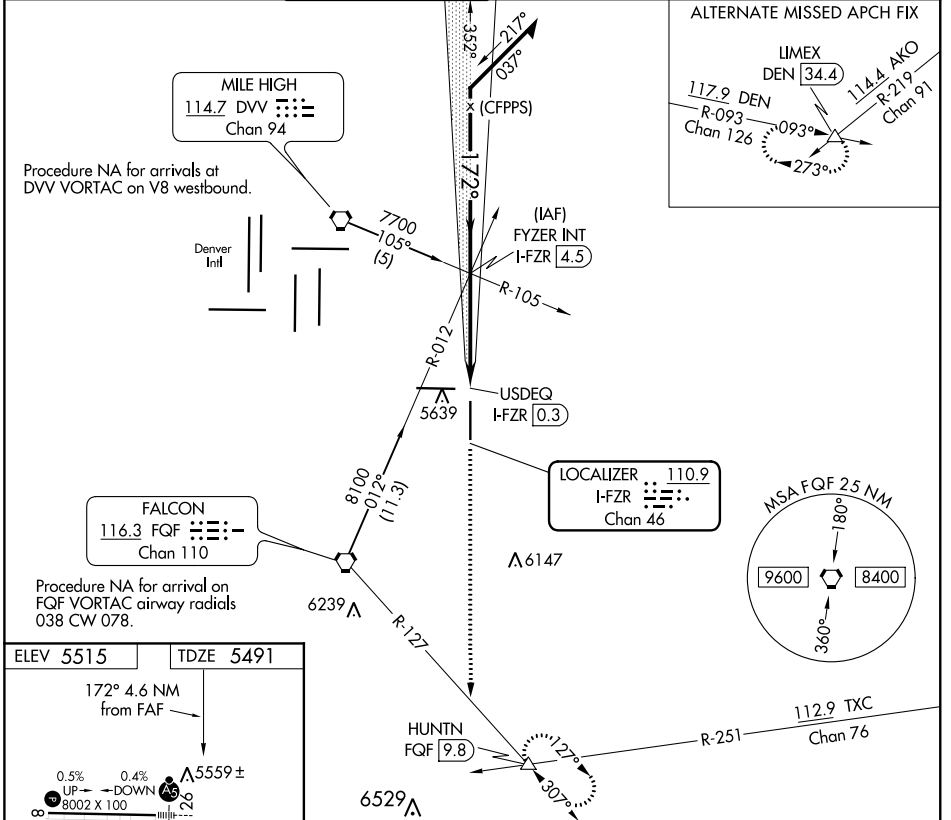 352°
217°
037°
x (CFPPS)
172°
ALTERNATE MISSED APCH FIX
LIMEX
DEN 34.4
114.4 AKO
R-219
Chan 91
117.9 DEN
R-093
Chan 126
093°
273°
MILE HIGH
114.7 DVV
Chan 94
Procedure NA for arrivals at
DVV VORTAC on V8 westbound.
Denver
Intl
7700
105°
(5)
(IAF)
FYZER INT
I-FZR 4.5
R-105
R-012
5639
USDEQ
I-FZR 0.3
8100
012°
(11.3)
LOCALIZER 110.9
I-FZR
Chan 46
FALCON
116.3 FQF
Chan 110
Procedure NA for arrival on
FQF VORTAC airway radials
038 CW 078.
6147
6239
R-127
MSA FQF 25 NM
180°
9600
8400
360°
ELEV 5515
TDZE 5491
172° 4.6 NM
from FAF
5559 ±
0.5%
UP
0.4%
DOWN
P
A5
8002 X 100
8
26
HUNTN
FQF 9.8
127°
307°
R-251
112.9 TXC
Chan 76
6529